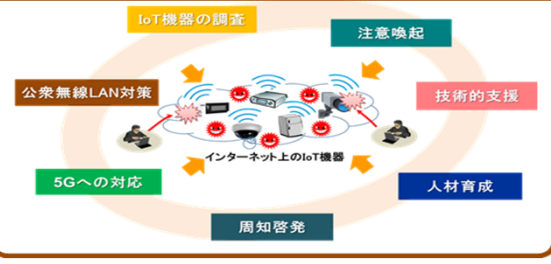 IoT機器の調査
注意喚起
公衆無線LAN対策
技術的支援
インターネット上のIoT機器
5Gへの対応
人材育成
周知啓発